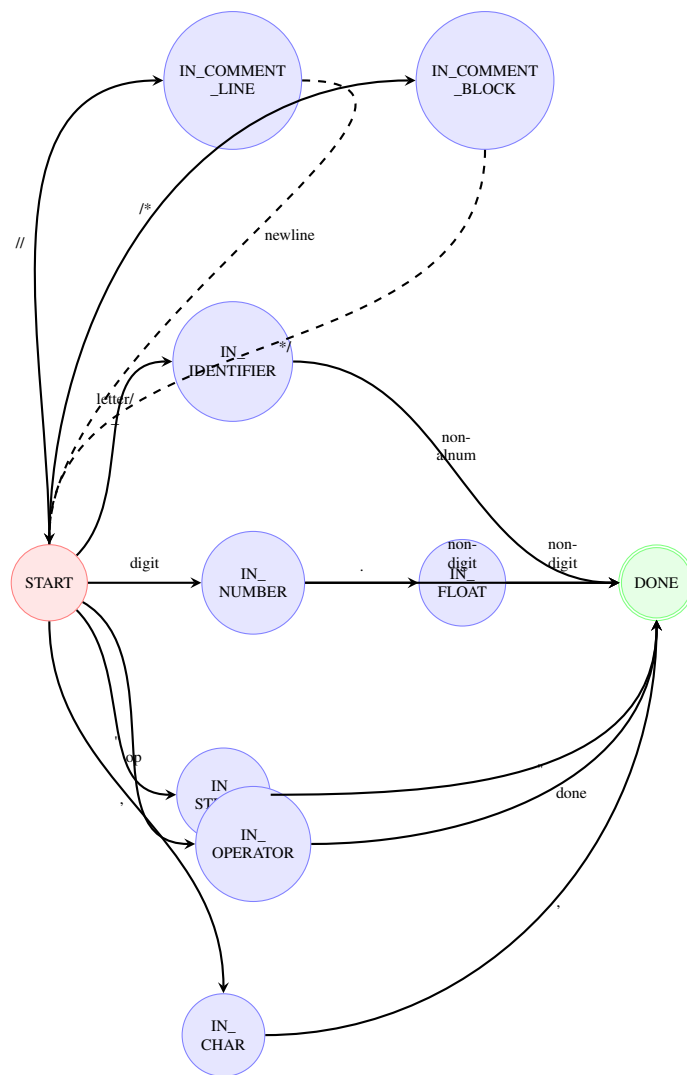 IN_COMMENT
_LINE
IN_COMMENT
_BLOCK
/*
//
newline
*/
IN_
IDENTIFIER
letter/
_
non-
alnum
START
digit
IN_
NUMBER
.
non-
digit
IN_
FLOAT
non-
digit
DONE
"
op
IN_
"
IN_
OPERATOR
done
,
,
IN_
CHAR